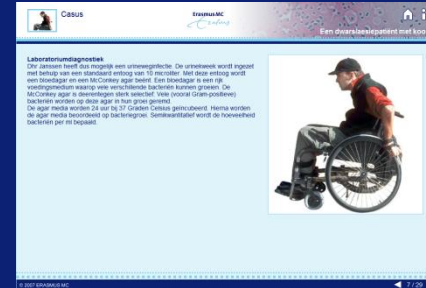 Casus
Erasmus MC
Erasmus
Een dwarslaesiepatiënt met koo
Laboratoriumdiagnostiek
Dhr Janssen heeft dus mogelijk een urineweginfectie. De urinekweek wordt ingezet
met behulp van een standaard entoog van 10 microliter. Met deze entoog wordt
een bloedagar en een McConkey agar beënt. Een bloedagar is een rijk
voedingsmedium waarop vele verschillende bacteriën kunnen groeien. De
McConkey agar is deerentegen sterk selectief: Vele (vooral Gram-positieve)
bacteriën worden op deze agar in hun groei geremd.
De agar media worden 24 uur bij 37 Graden Celsius geïncubeerd. Hierna worden
de agar media beoordeeld op bacteriegroei. Semikwantitatief wordt de hoeveelheid
bacteriën per ml bepaald.
© 2007 ERASMUS MC
7 / 29